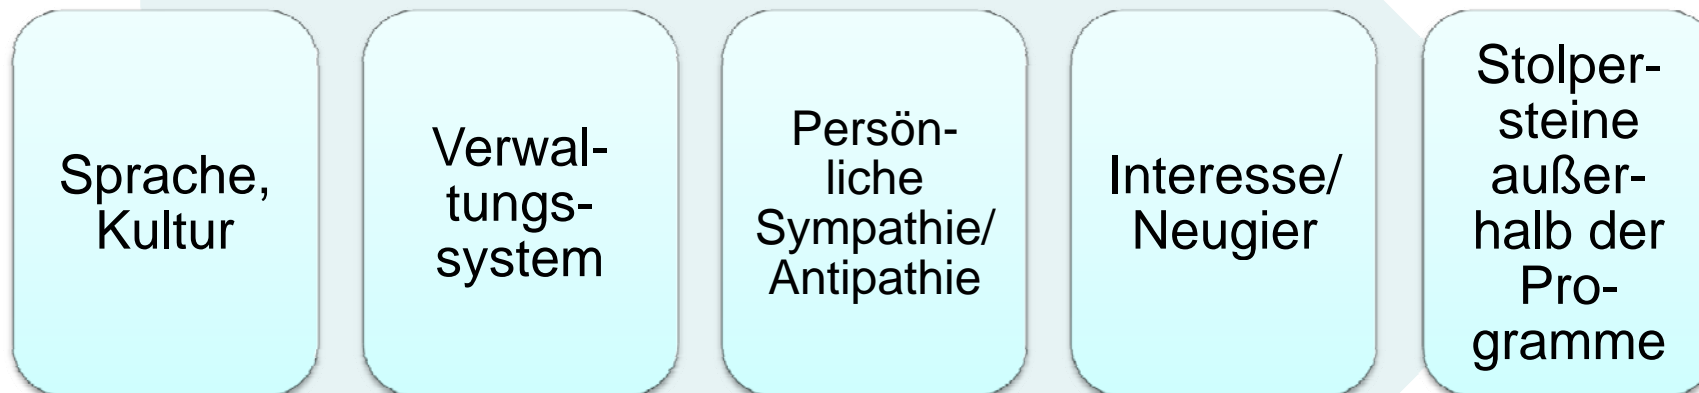 Sprache,
Kultur
Verwal-
tungs-
system
Persön-
liche
Sympathie/
Antipathie
Interesse/
Neugier
Stolper-
steine
außer-
halb der
Pro-
gramme